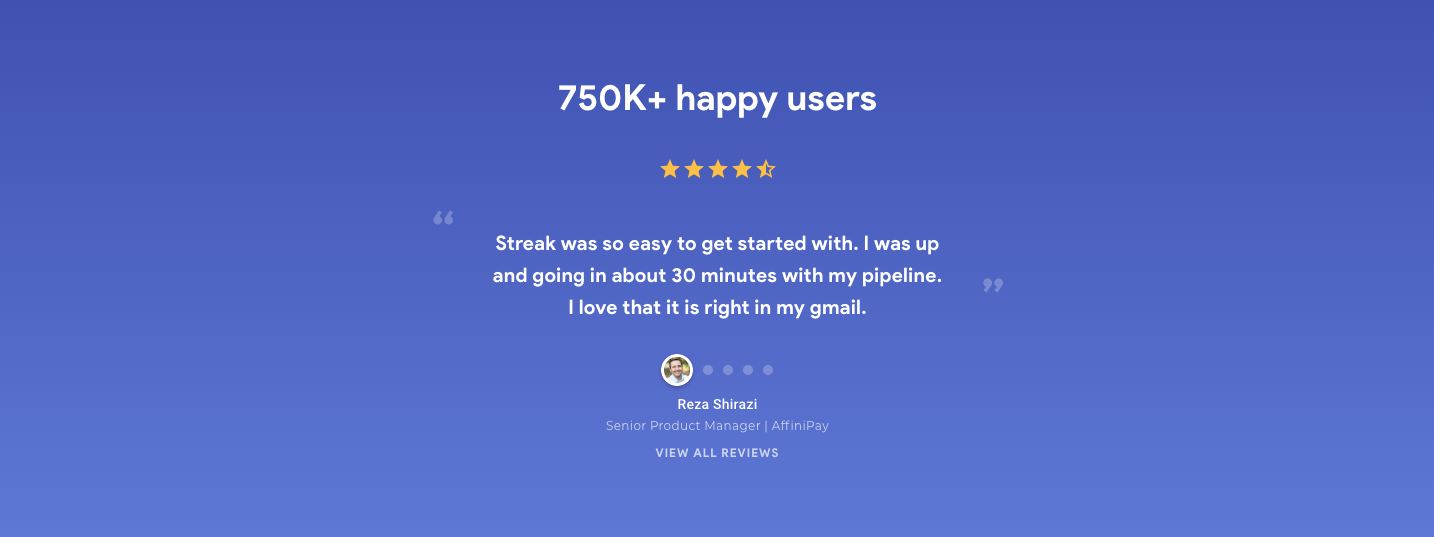 750K+ happy users
“
Streak was so easy to get started with. I was up
and going in about 30 minutes with my pipeline.
I love that it is right in my gmail.
”
Reza Shirazi
Senior Product Manager | AffiniPay
VIEW ALL REVIEWS